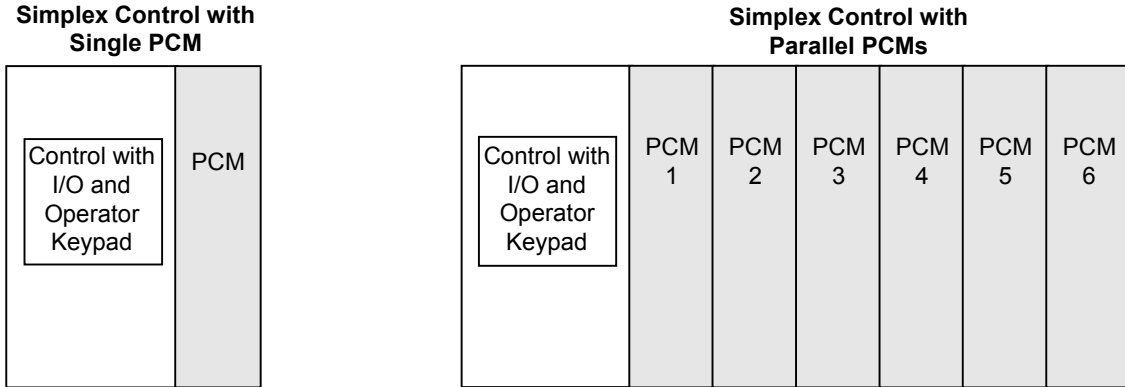 Simplex Control with
Single PCM
Control with
I/O and
Operator
Keypad
PCM
Simplex Control with
Parallel PCMs
Control with
I/O and
Operator
Keypad
PCM
1
PCM
2
PCM
3
PCM
4
PCM
5
PCM
6